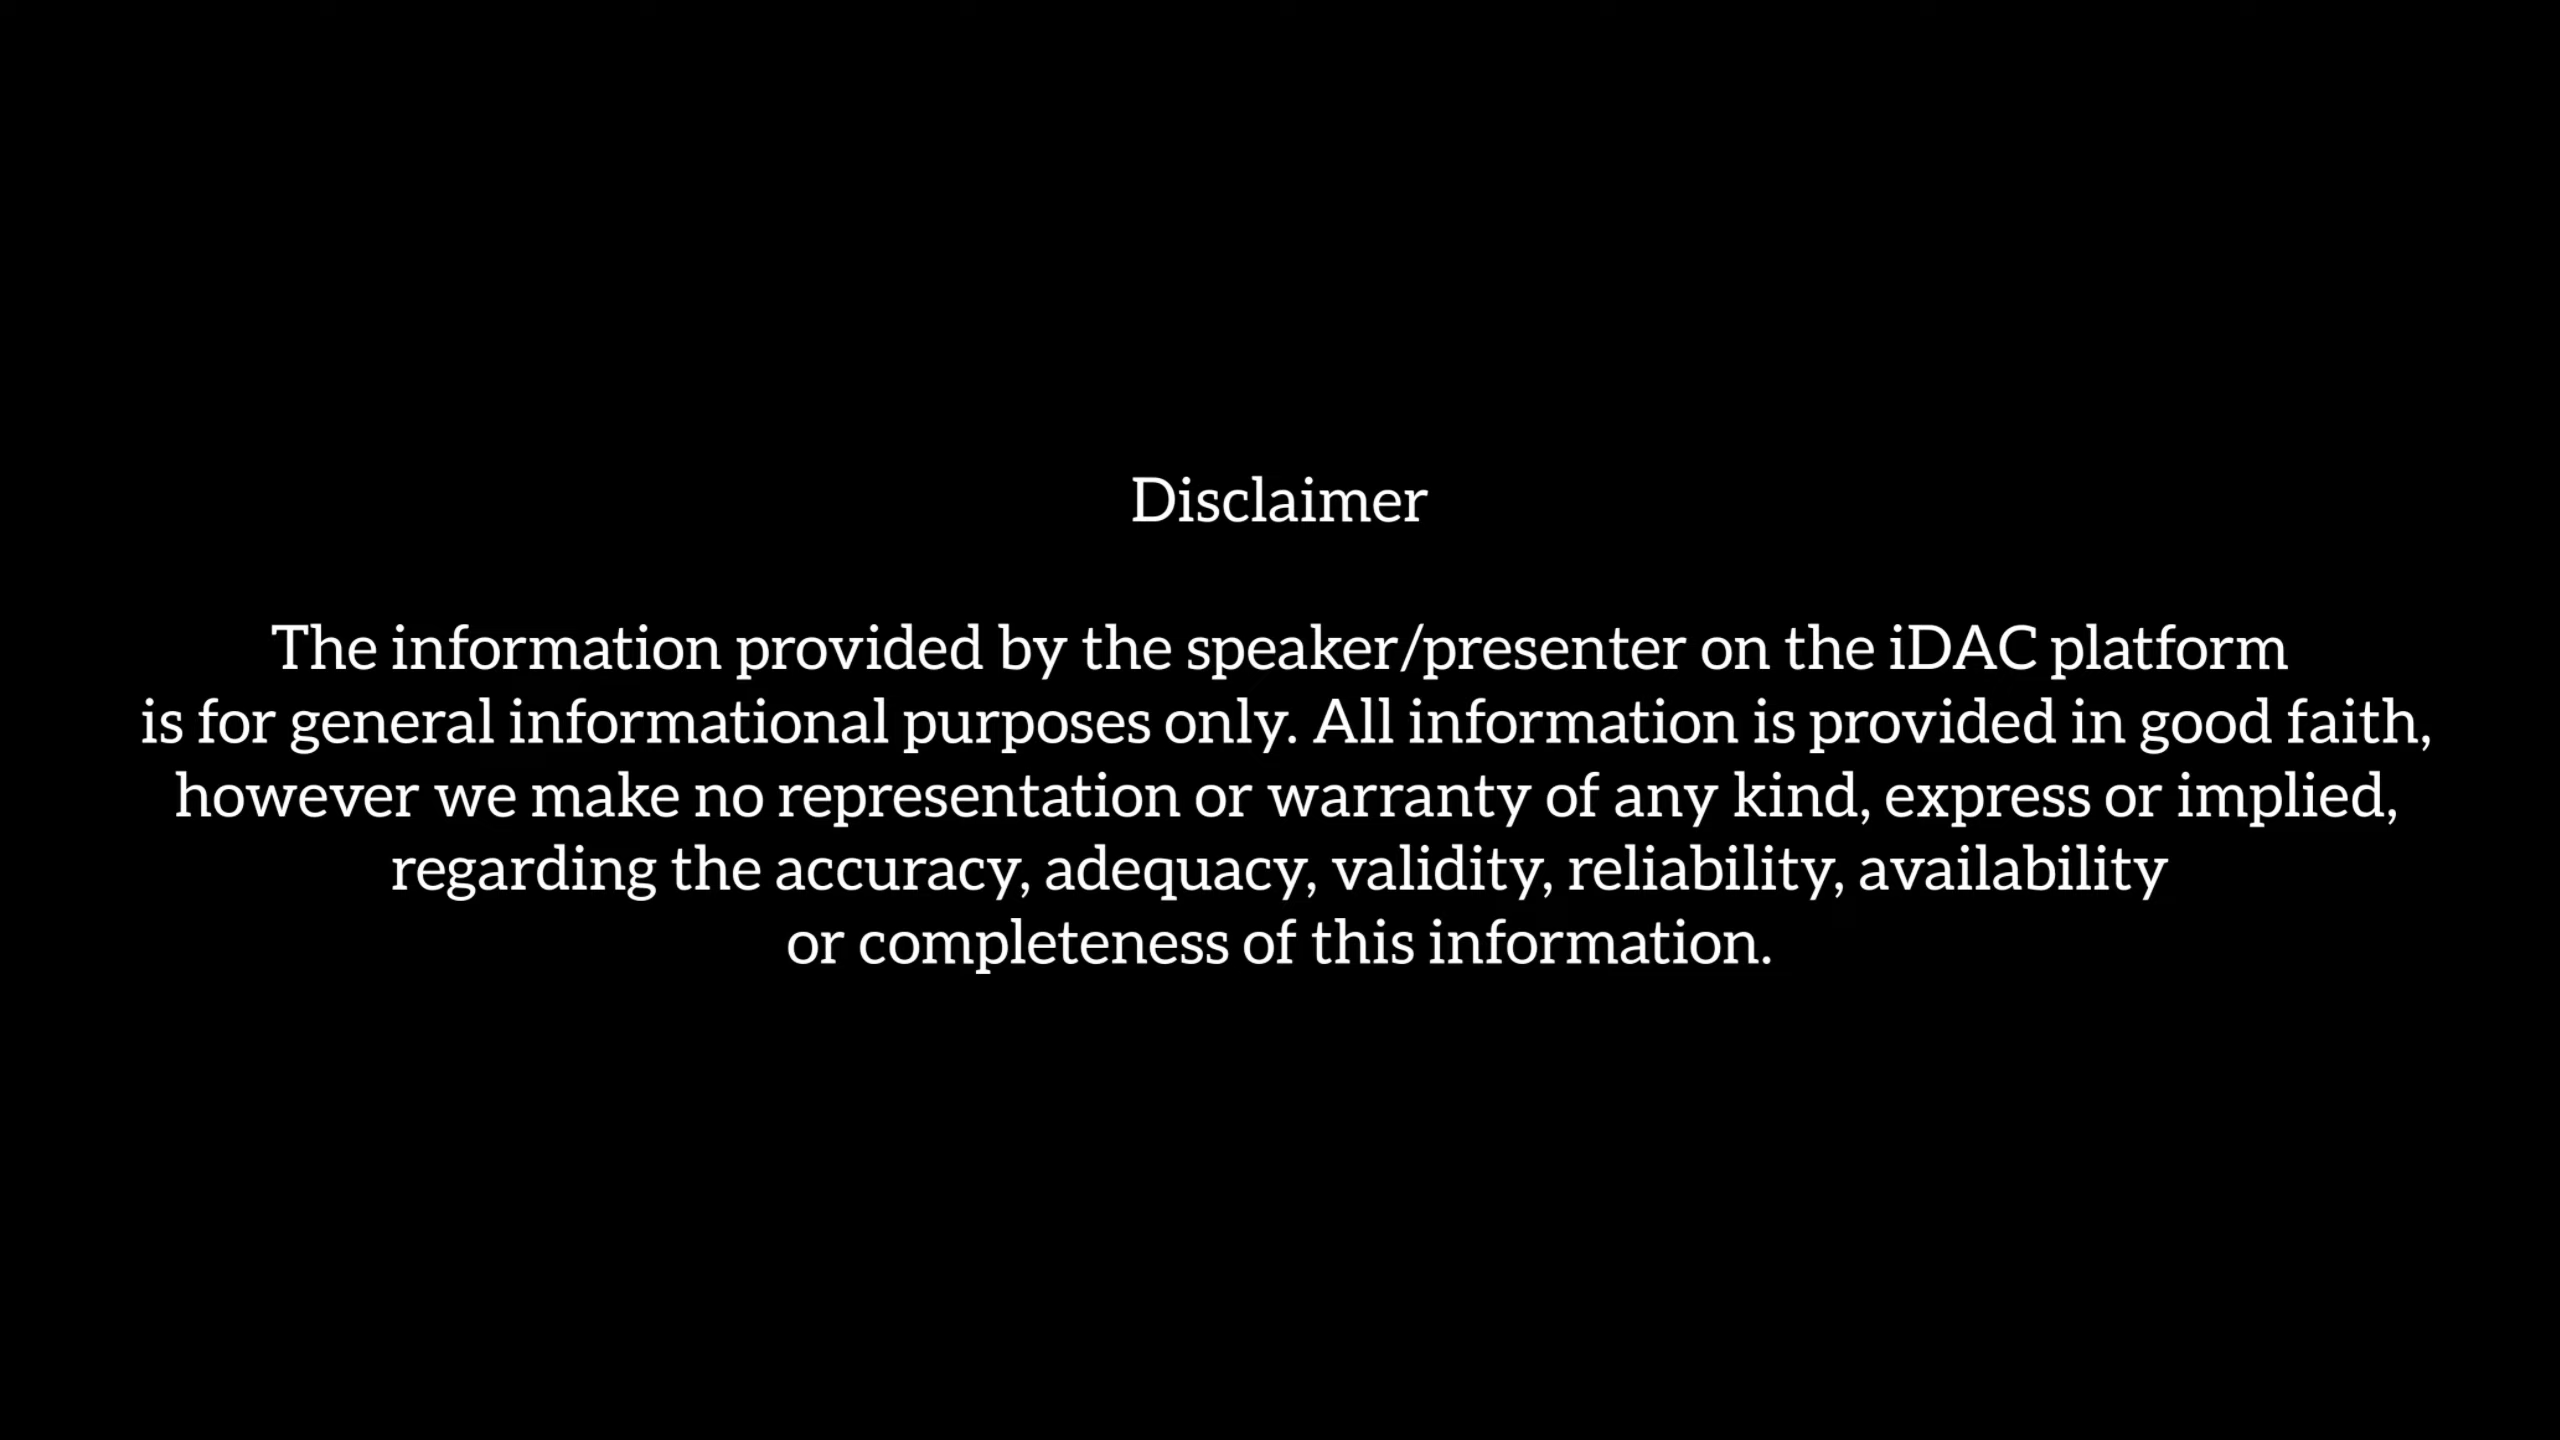 Disclaimer
The information provided by the speaker/presenter on the iDAC platform
is for general informational purposes only. All information is provided in good faith,
however we make no representation or warranty of any kind, express or implied,
regarding the accuracy, adequacy, validity, reliability, availability
or completeness of this information.